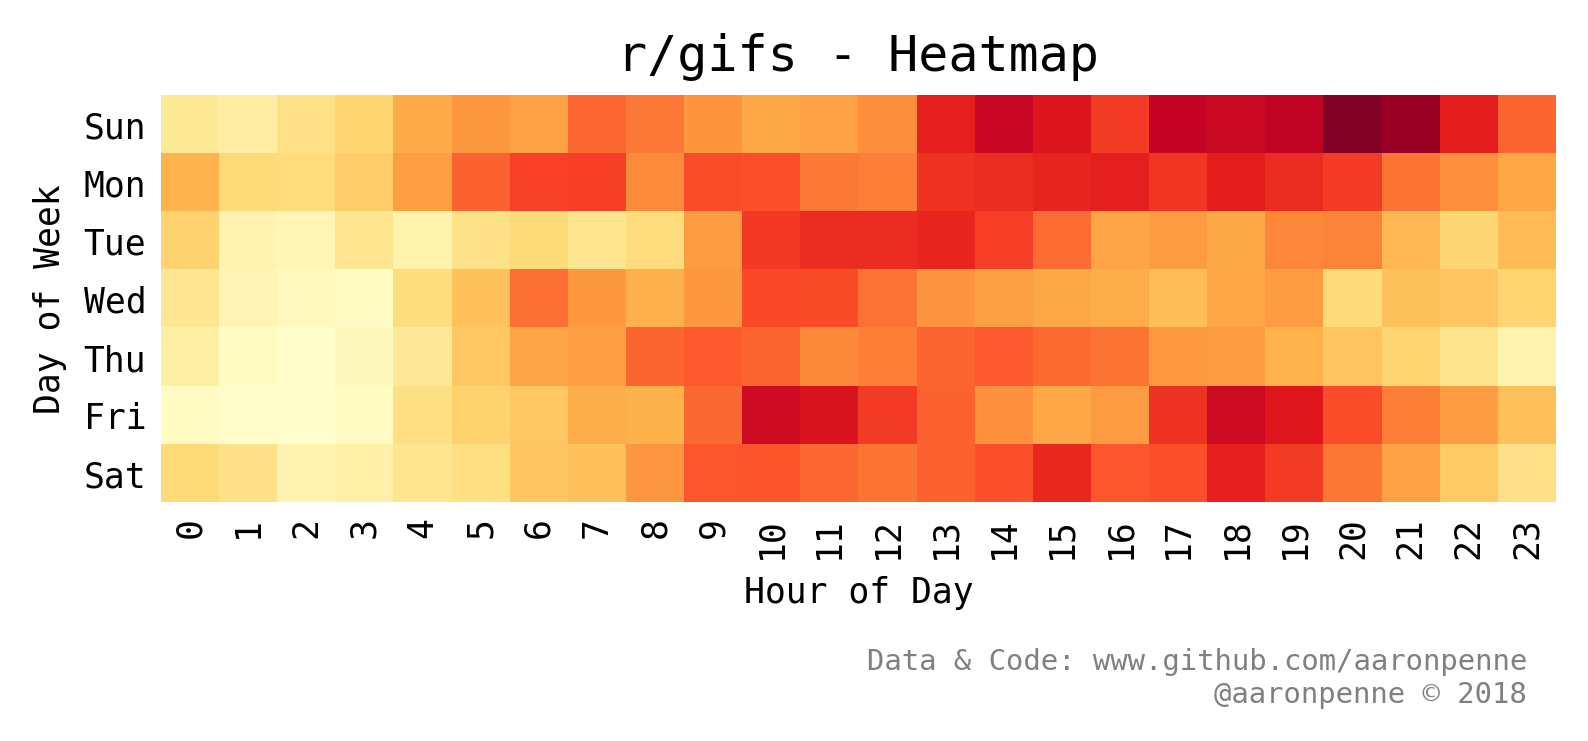 r/gifs - Heatmap
Day of Week
Sun
Mon
Tue
Wed
Thu
Fri
Sat
0 1 2 3 4 5 6 7 8 9 10 11 12 13 14 15 16 17 18 19 20 21 22 23
Hour of Day
Data & Code: www.github.com/aaronpenne
@aaronpenne © 2018